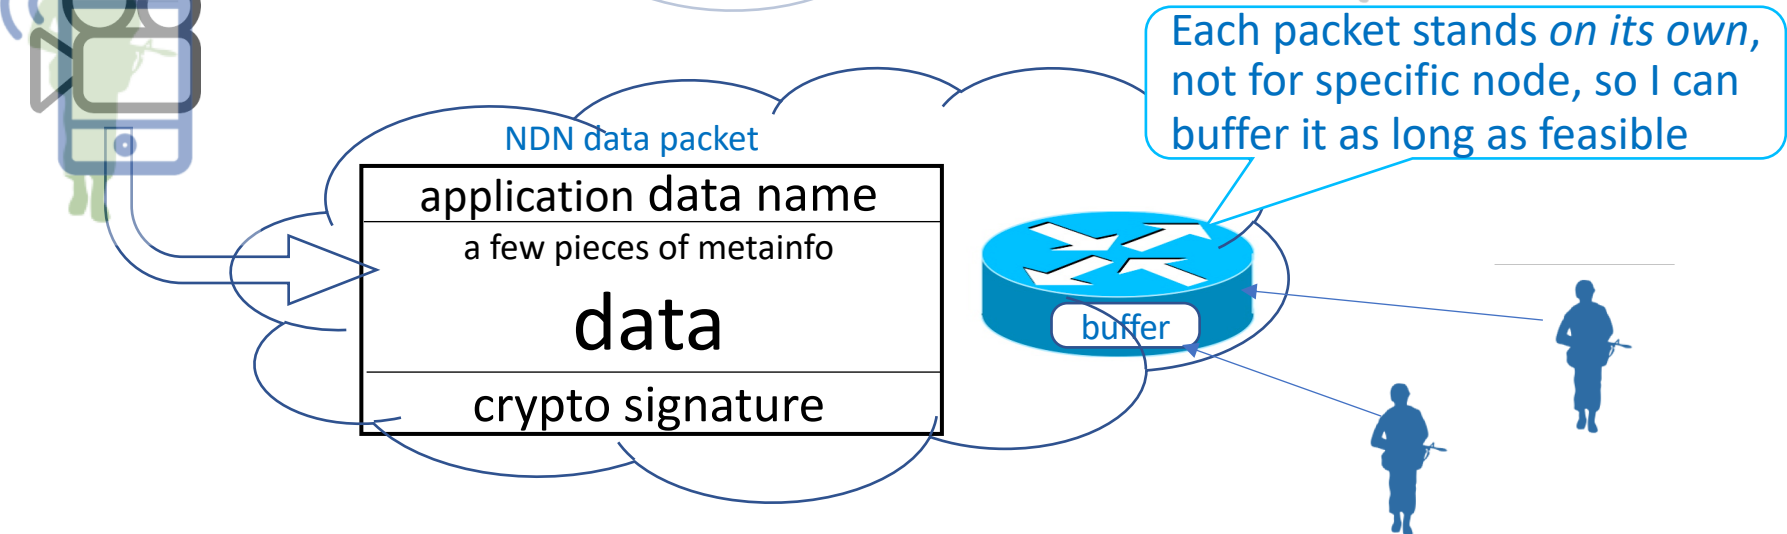 Each packet stands on its own,
not for specific node, so I can
buffer it as long as feasible
NDN data packet
application data name
a few pieces of metainfo
data
crypto signature
buffer